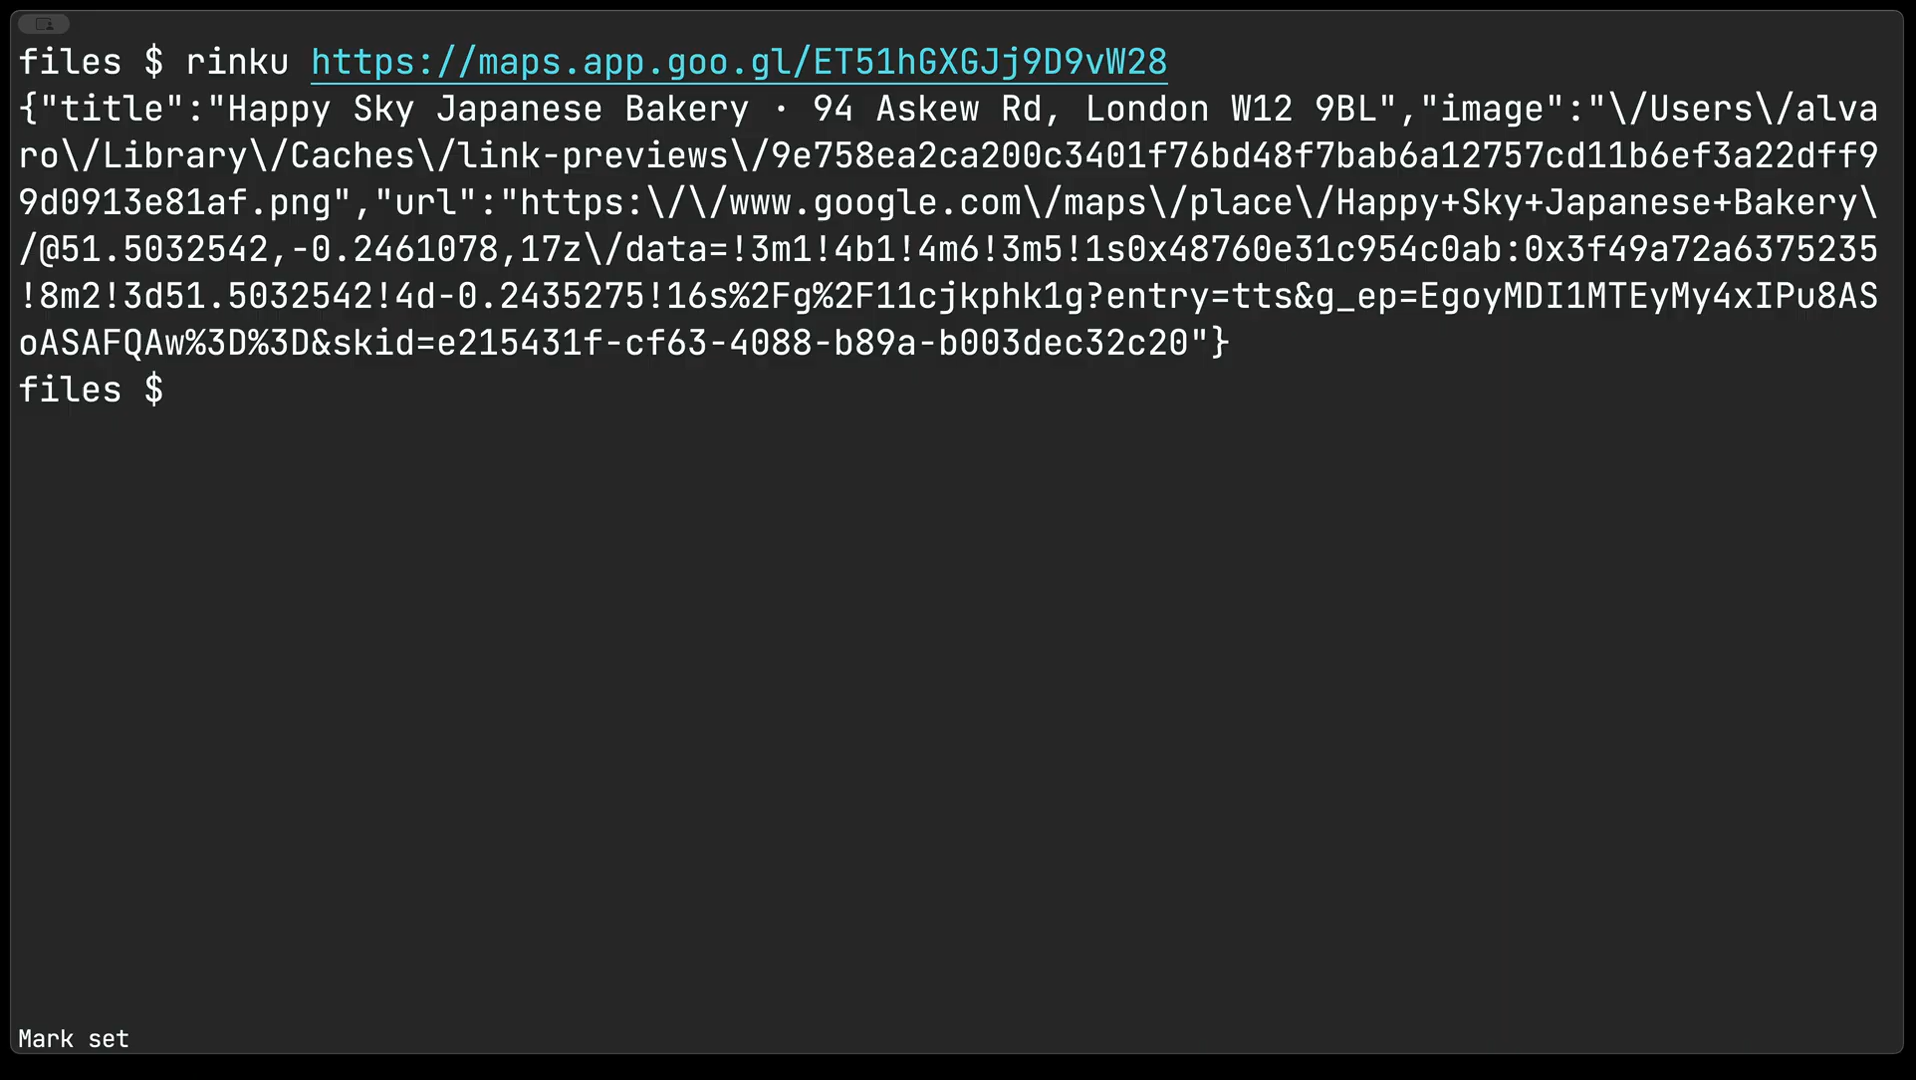 files $ rinku https://maps.app.goo.gl/ET51hGXGJj9D9vW28
{"title":"Happy Sky Japanese Bakery · 94 Askew Rd, London W12 9BL","image":"\/Users\/alva
ro\/Library\/Caches\/link-previews\/9e758ea2ca200c3401f76bd48f7bab6a12757cd11b6ef3a22dff9
9d0913e81af.png","url":"https:\/\/www.google.com\/maps\/place\/Happy+Sky+Japanese+Bakery\
/@51.5032542,-0.2461078,17z\/data=!3m1!4b1!4m6!3m5!1s0x48760e31c954c0ab:0x3f49a72a6375235
!8m2!3d51.5032542!4d-0.2435275!16s%2Fg%2F11cjkphk1g?entry=tts&g_ep=EgoyMDI1MTEyMy4xIPu8AS
oASAFQAw%3D%3D&skid=e215431f-cf63-4088-b89a-b003dec32c20"}
files $
Mark set